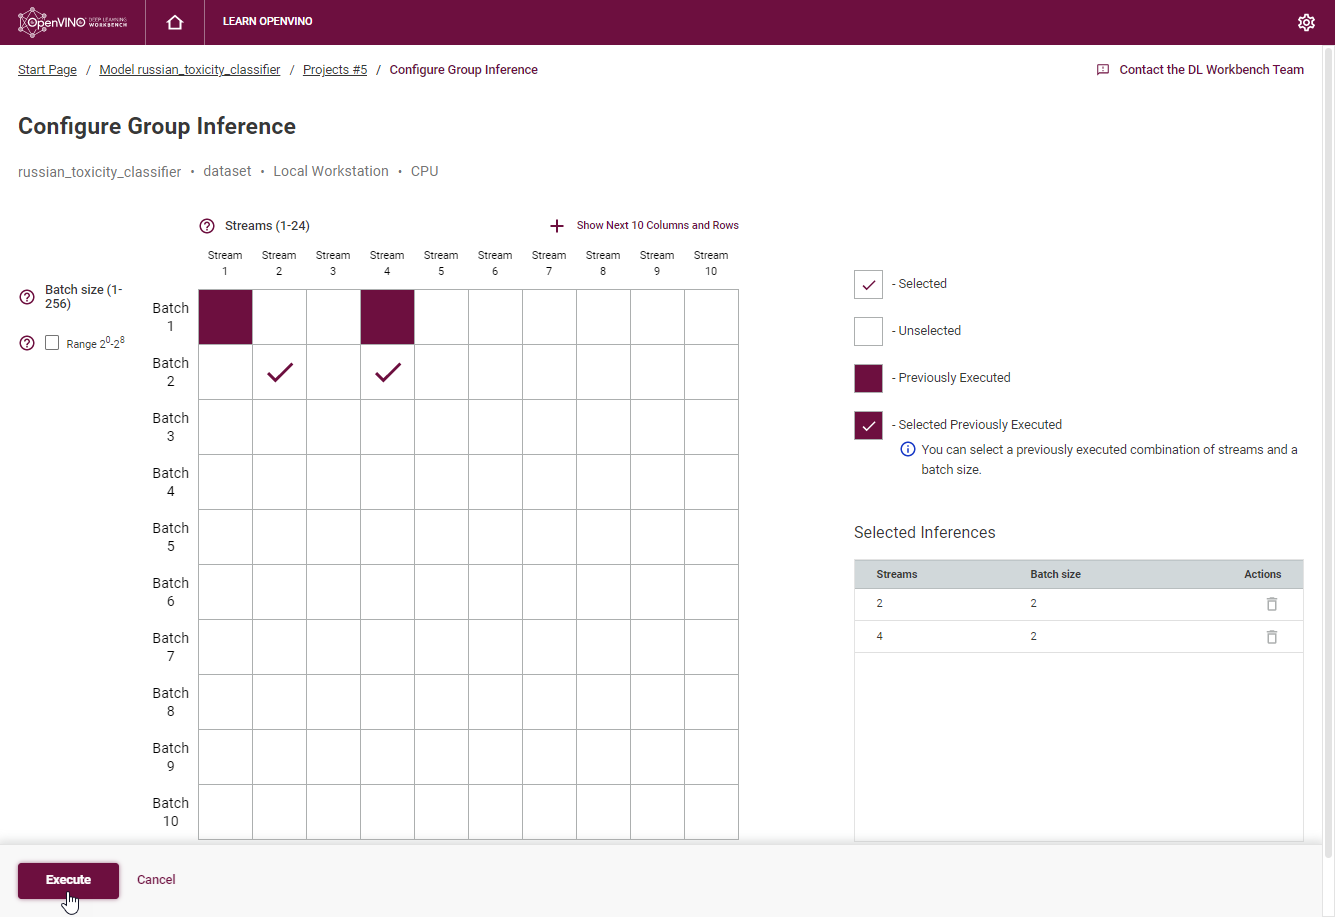 OpenVINO DEEP LEARNING WORKBENCH
LEARN OPENVINO
Start Page / Model russian_toxicity_classifier / Projects #5 / Configure Group Inference
Contact the DL Workbench Team
Configure Group Inference
russian_toxicity_classifier • dataset • Local Workstation • CPU
Streams (1-24)
Show Next 10 Columns and Rows
Stream 1
Stream 2
Stream 3
Stream 4
Stream 5
Stream 6
Stream 7
Stream 8
Stream 9
Stream 10
Batch size (1-
256)
Range 2⁰-2⁸
Batch
1
Batch
2
Batch
3
Batch
4
Batch
5
Batch
6
Batch
7
Batch
8
Batch
9
Batch
10
- Selected
- Unselected
- Previously Executed
- Selected Previously Executed
You can select a previously executed combination of streams and a
batch size.
Selected Inferences
Streams Batch size Actions
2 2
4 2
Execute
Cancel